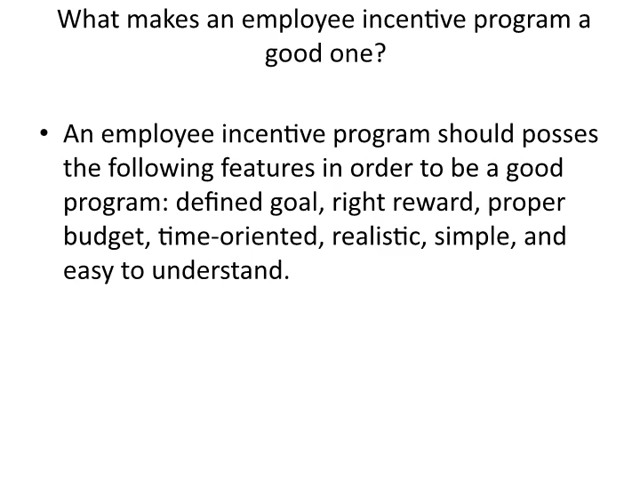 What makes an employee incentive program a
good one?
• An employee incentive program should posses
the following features in order to be a good
program: defined goal, right reward, proper
budget, time-oriented, realistic, simple, and
easy to understand.